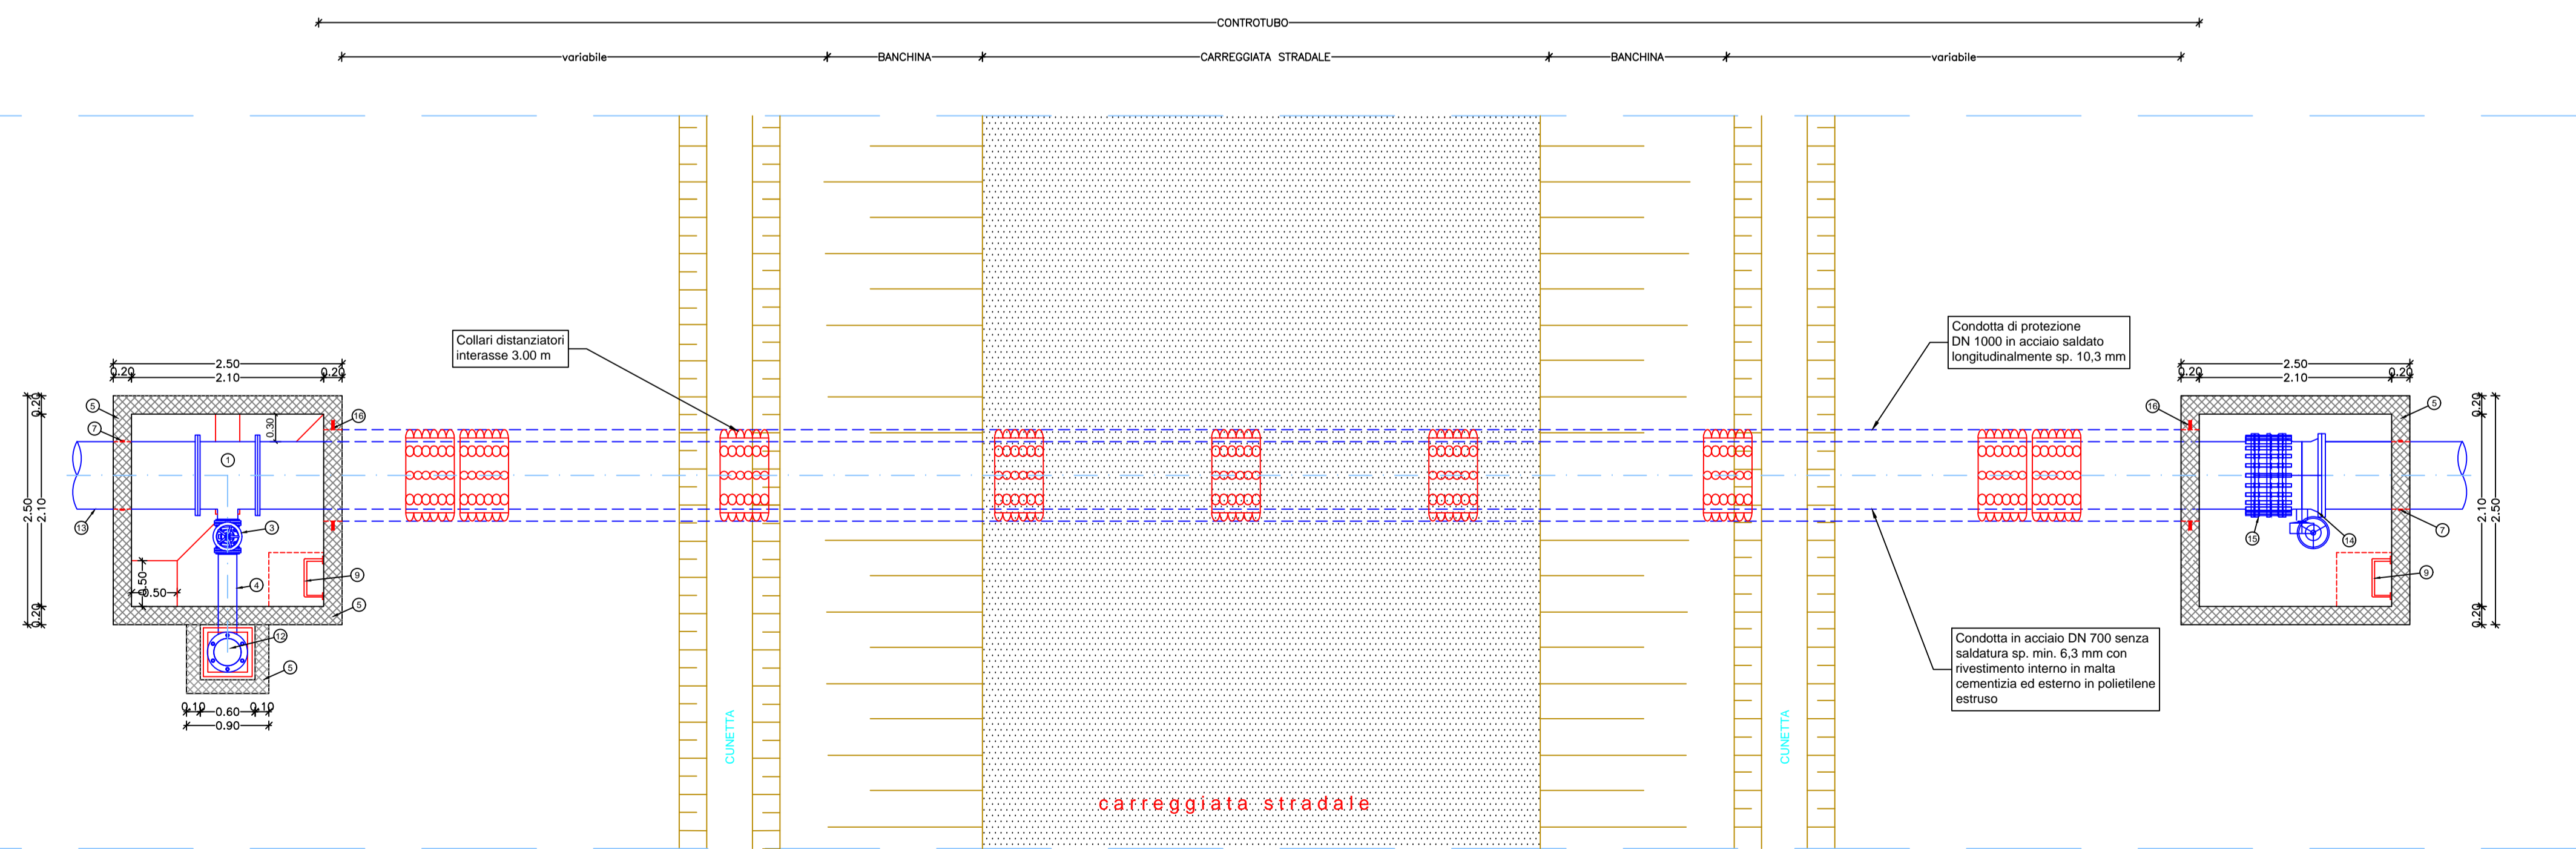 CONTROTUBO
variabile
BANCHINA
CARREGGIATA STRADALE
BANCHINA
variabile
Collari distanziatori
interasse 3.00 m
Condotta di protezione
DN 1000 in acciaio saldato
longitudinalmente sp. 10,3 mm
2.50
0.20
2.10
0.20
2.50
0.20
2.10
0.20
5
7
16
0.20
0.30
1
2.50
2.10
13
3
0.50
0.50
4
9
5
0.20
12
5
0.10
0.60
0.10
0.90
16
5
0.20
15
14
7
2.10
2.50
9
0.20
Condotta in acciaio DN 700 senza
saldatura sp. min. 6,3 mm con
rivestimento interno in malta
cementizia ed esterno in polietilene
estruso
CUNETTA
CUNETTA
carreggiata stradale